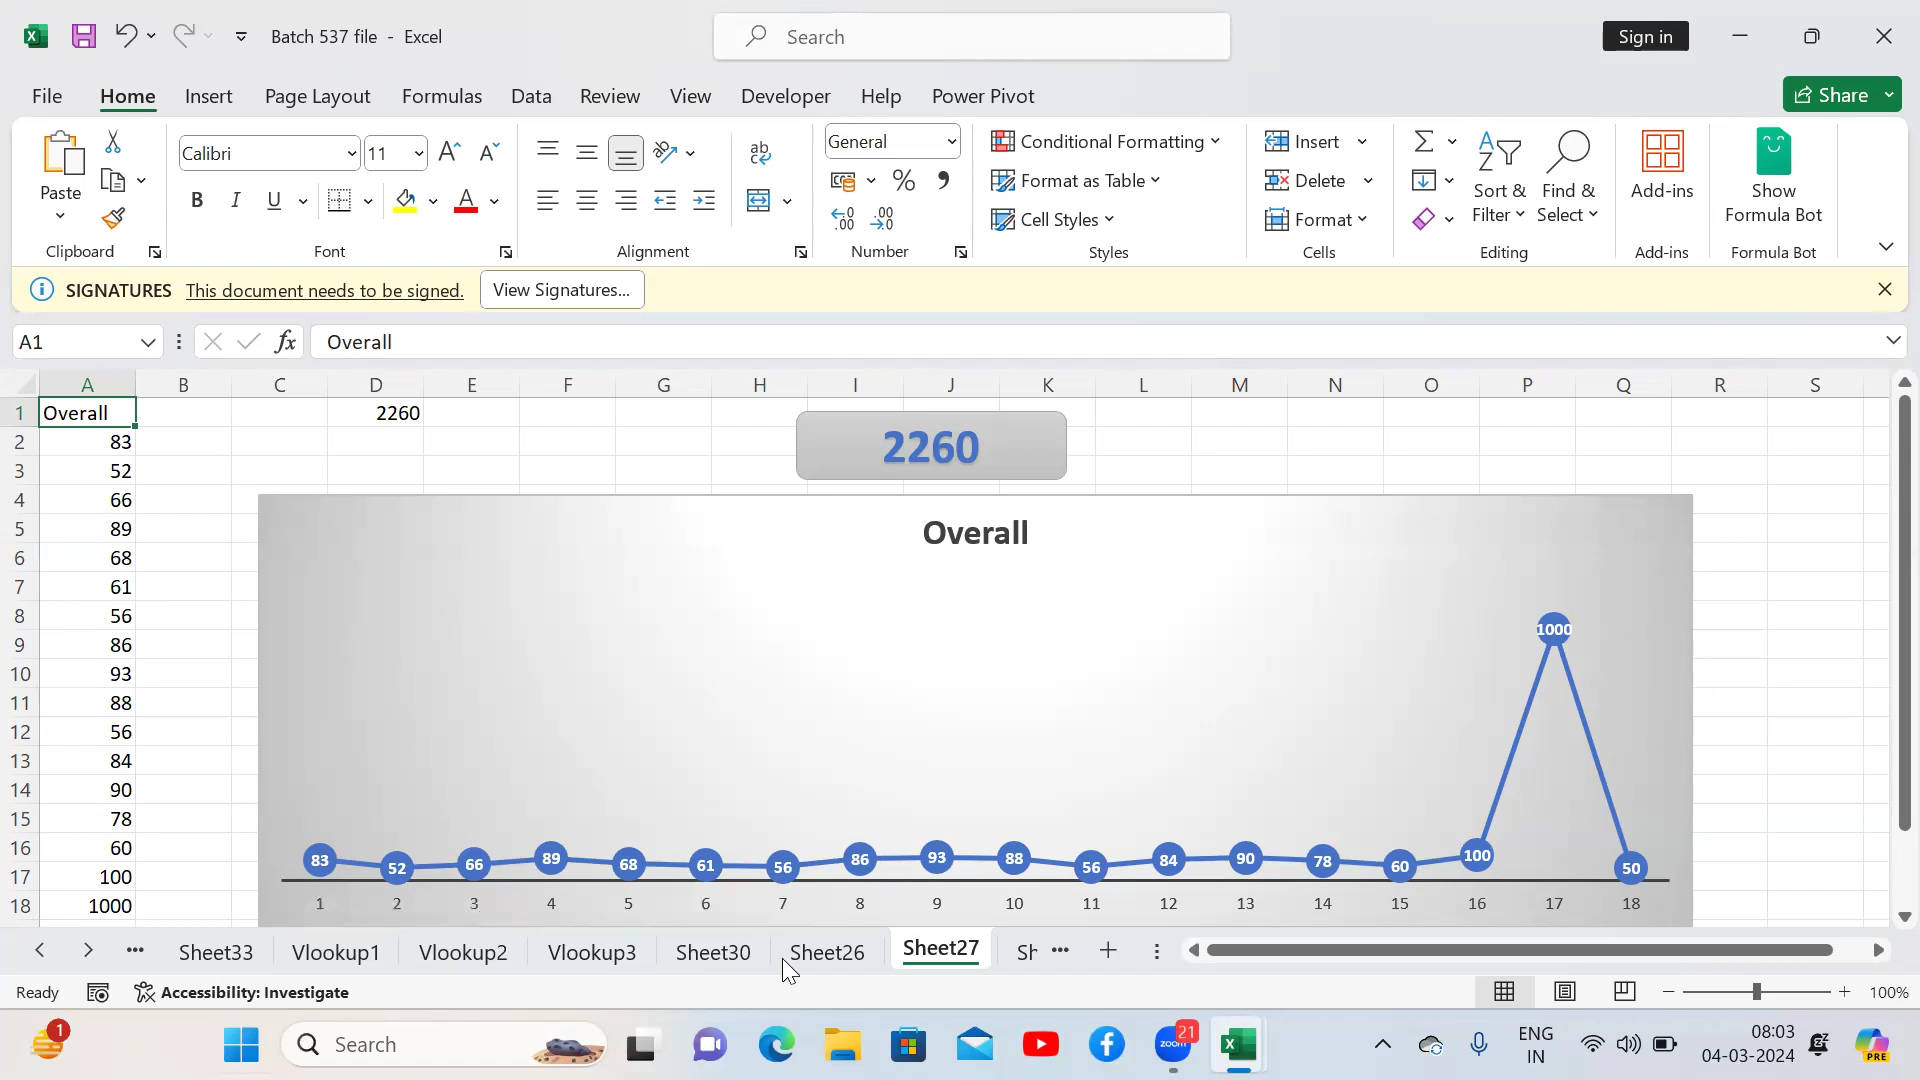 Batch 537 file - Excel
Search
Sign in
File Home Insert Page Layout Formulas Data Review View Developer Help Power Pivot
Share
Paste
Clipboard
Calibri 11
B I U
Font
ab
Alignment
General
%
Number
Conditional Formatting
Format as Table
Cell Styles
Styles
Insert
Delete
Format
Cells
Sort & Filter
Find & Select
Editing
Add-ins
Add-ins
Show Formula Bot
Formula Bot
SIGNATURES This document needs to be signed. View Signatures...
A1 fx Overall
A B C D E F G H I J K L M N O P Q R S
1 Overall 2260
2 83
3 52
4 66
5 89
6 68
7 61
8 56
9 86
10 93
11 88
12 56
13 84
14 90
15 78
16 60
17 100
18 1000
2260
Overall
83 52 66 89 68 61 56 86 93 88 56 84 90 78 60 100 1000 50
1 2 3 4 5 6 7 8 9 10 11 12 13 14 15 16 17 18
Sheet33 Vlookup1 Vlookup2 Vlookup3 Sheet30 Sheet26 Sheet27 Sh
Ready Accessibility: Investigate 100%
1
Search
zoom 21
ENG
IN
08:03
04-03-2024
PRE